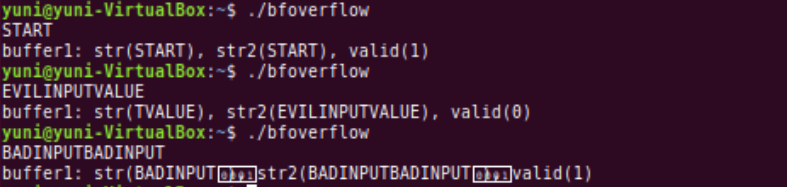 yuni@yuni-VirtualBox:~$ ./bfoverflow
START
buffer1: str(START), str2(START), valid(1)
yuni@yuni-VirtualBox:~$ ./bfoverflow
EVILINPUTVALUE
buffer1: str(TVALUE), str2(EVILINPUTVALUE), valid(0)
yuni@yuni-VirtualBox:~$ ./bfoverflow
BADINPUTBADINPUT
buffer1: str(BADINPUT str2(BADINPUTBADINPUT valid(1)